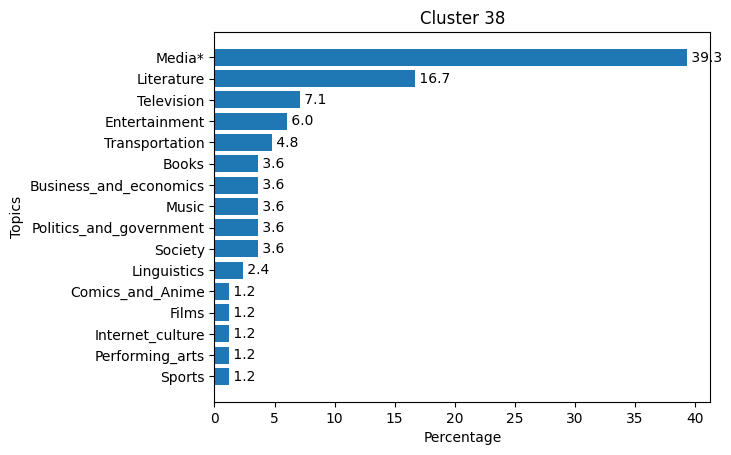 Cluster 38
Media* 39.3
Literature 16.7
Television 7.1
Entertainment 6.0
Transportation 4.8
Books 3.6
Business_and_economics 3.6
Music 3.6
Politics_and_government 3.6
Society 3.6
Linguistics 2.4
Comics_and_Anime 1.2
Films 1.2
Internet_culture 1.2
Performing_arts 1.2
Sports 1.2
Topics
0 5 10 15 20 25 30 35 40
Percentage